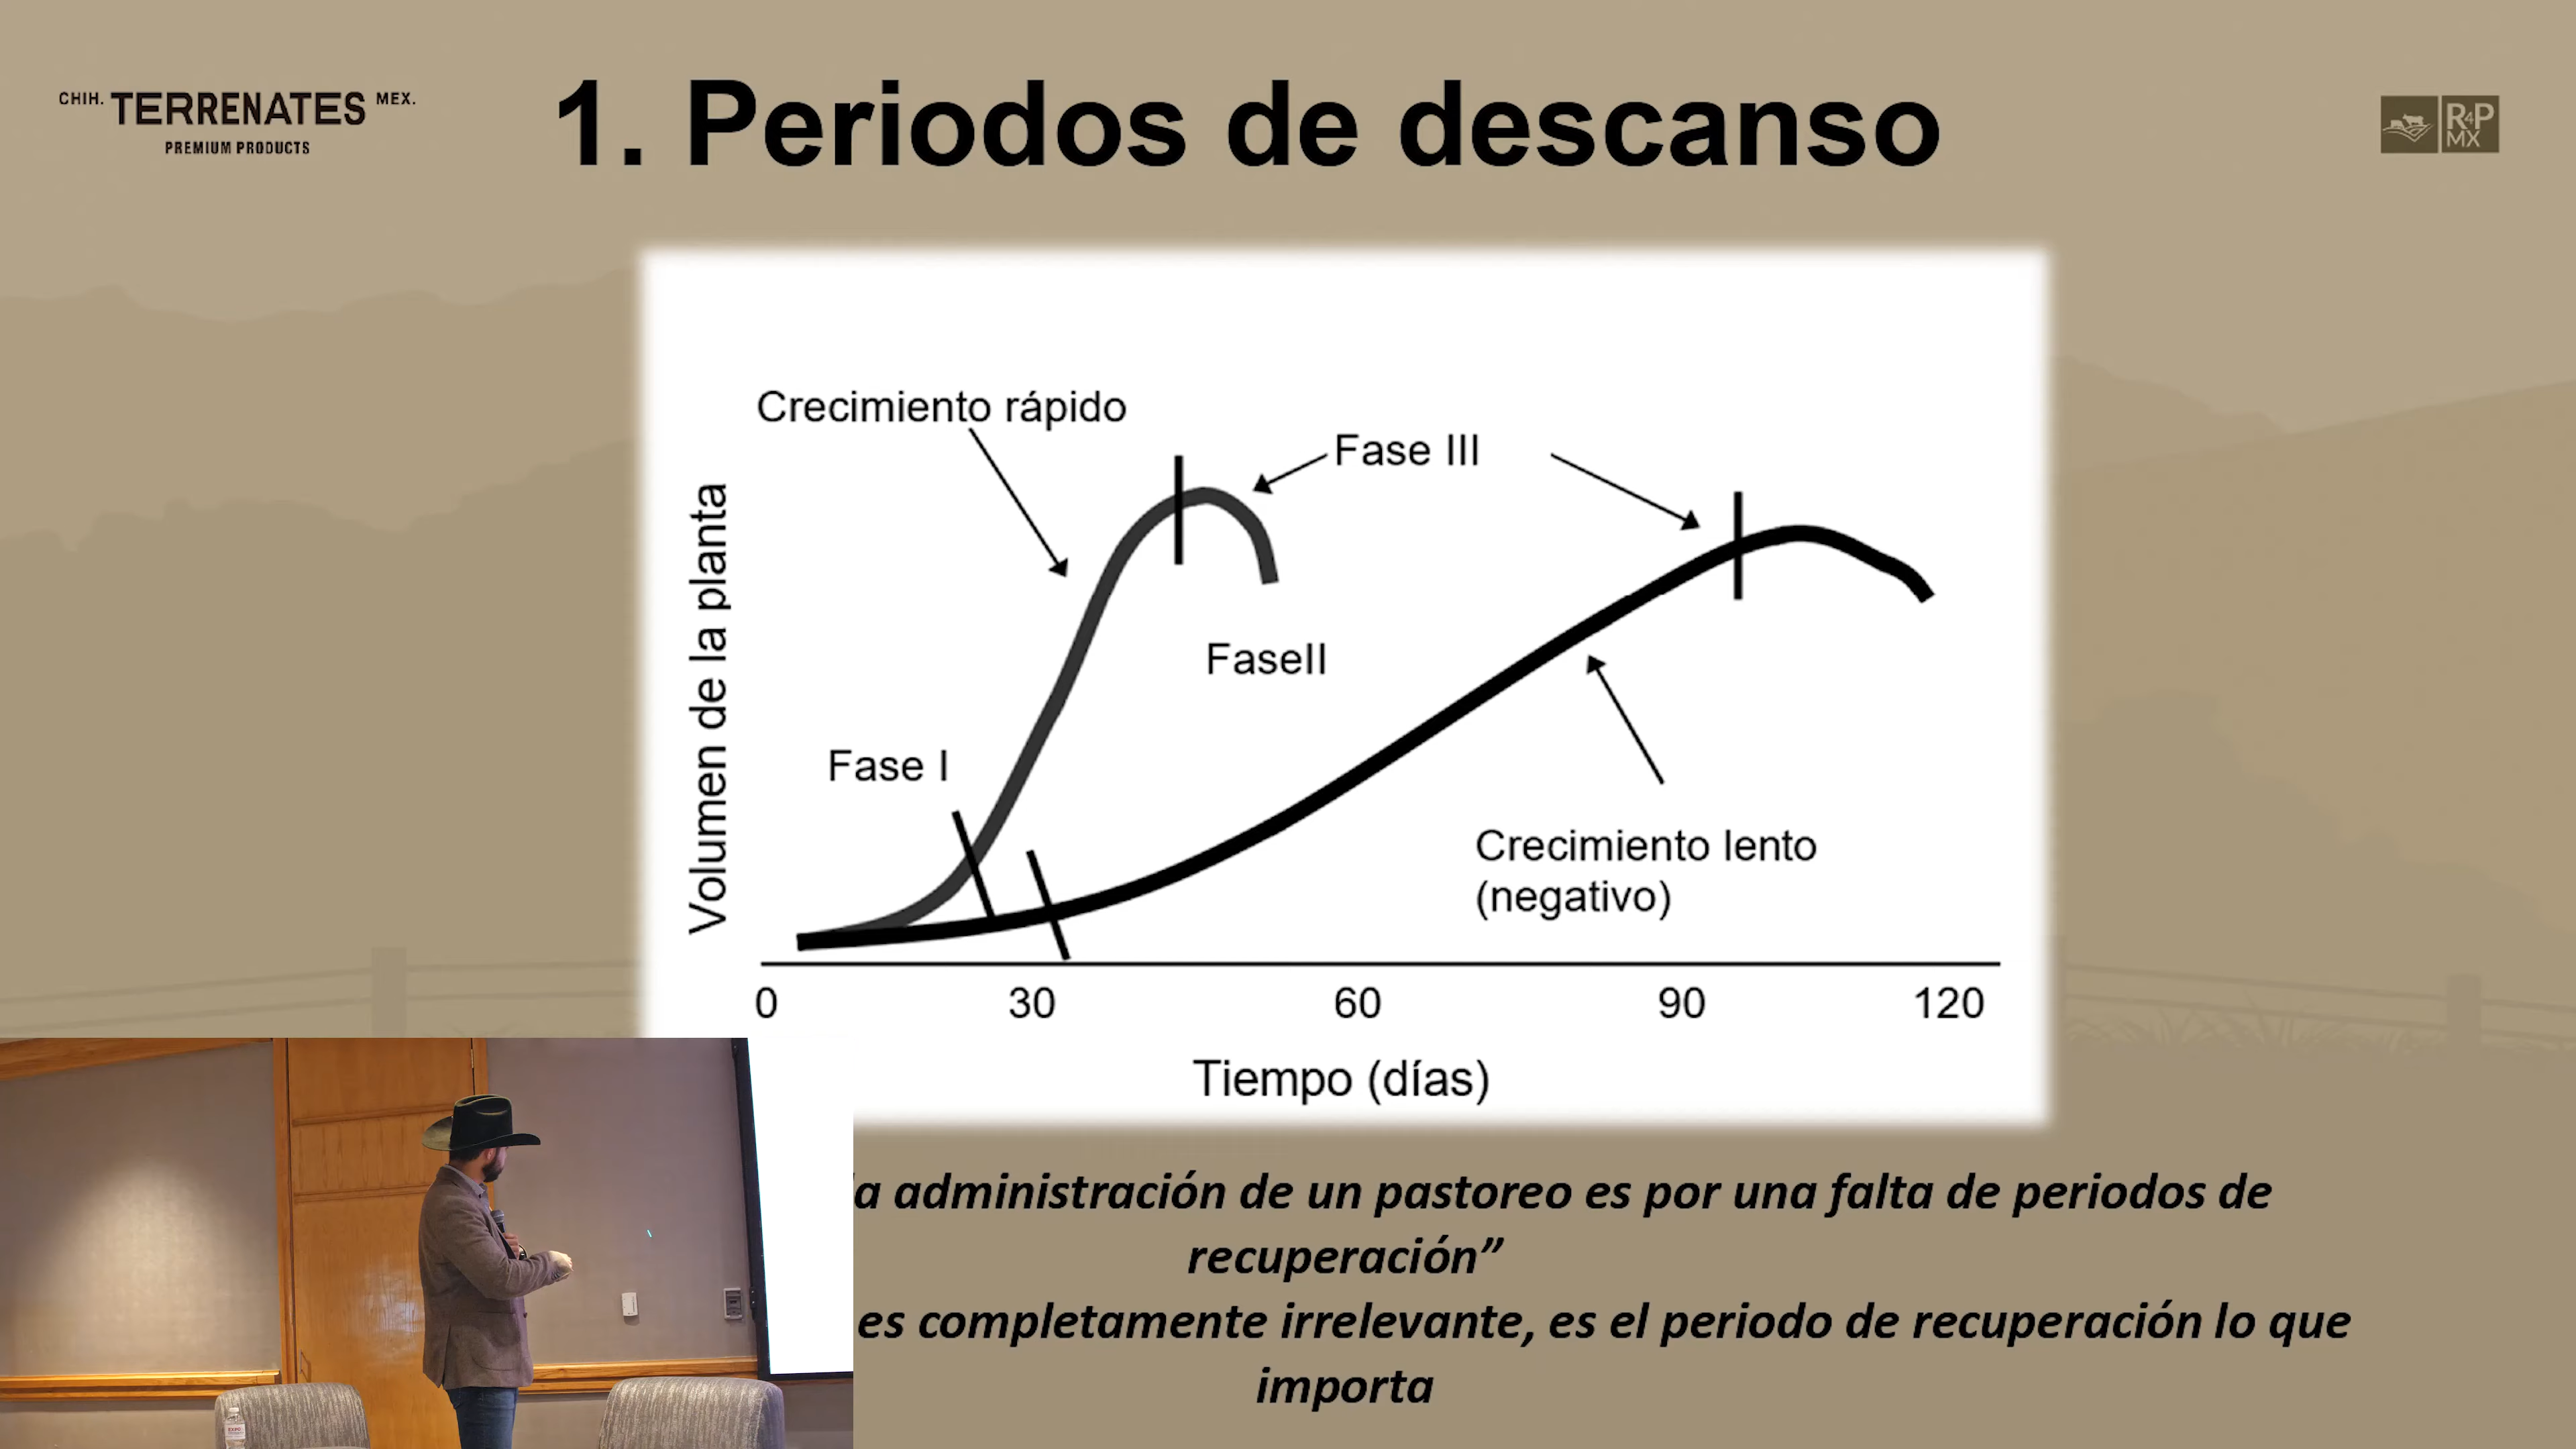 CHIH. TERRENATES MEX.
PREMIUM PRODUCTS
1. Periodos de descanso
R4P
MX
Crecimiento rápido
Fase III
FaseII
Fase I
Crecimiento lento
(negativo)
Volumen de la planta
0 30 60 90 120
Tiempo (días)
la administración de un pastoreo es por una falta de periodos de
recuperación”
es completamente irrelevante, es el periodo de recuperación lo que
importa